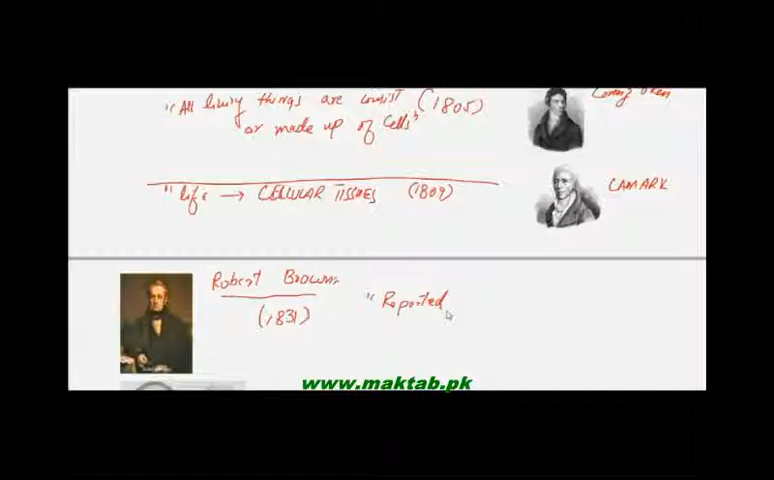 "All living things are consist (1805)
or made up of cells"
Lorenz Oken
"life → CELLULAR TISSUES (1809)
LAMARK
Robert Brown
(1831)
"Reported
www.maktab.pk